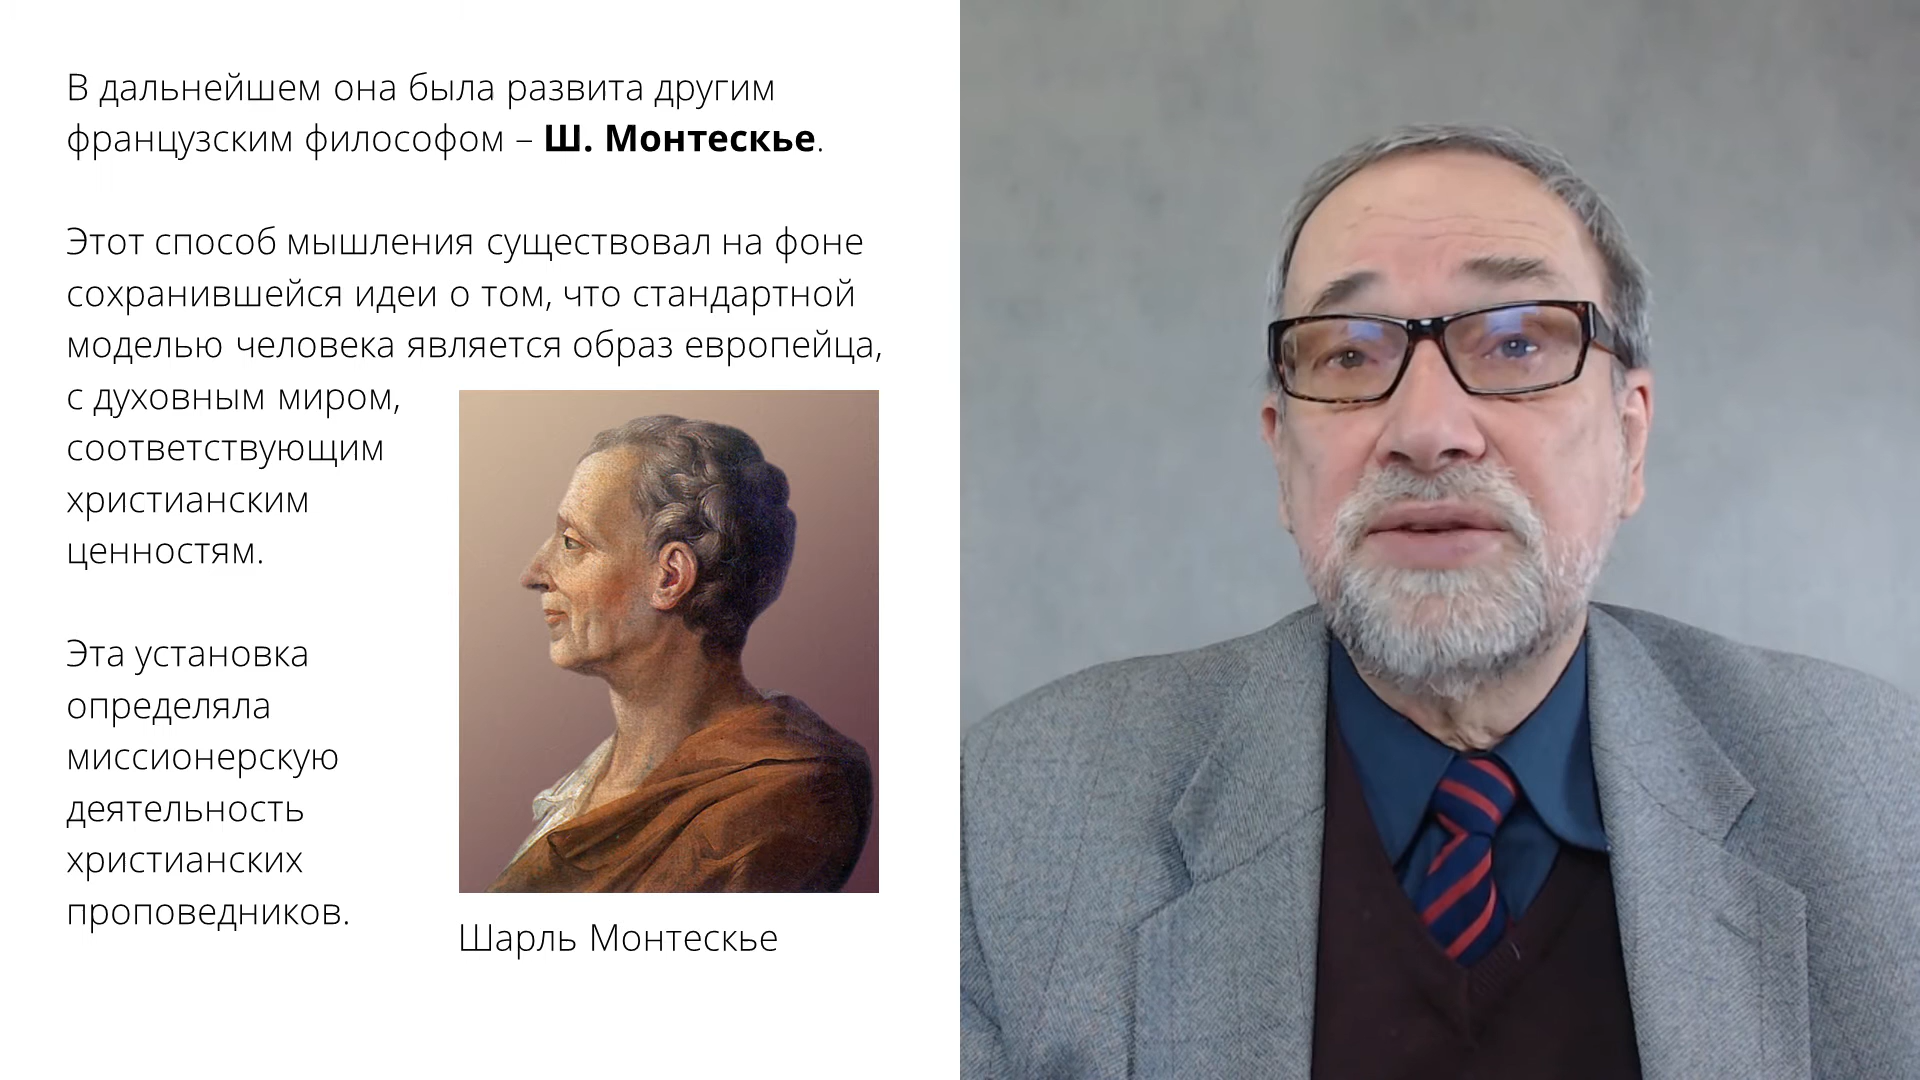 В дальнейшем она была развита другим
французским философом – Ш. Монтескье.
Этот способ мышления существовал на фоне
сохранившейся идеи о том, что стандартной
моделью человека является образ европейца,
с духовным миром,
соответствующим
христианским
ценностям.
Эта установка
определяла
миссионерскую
деятельность
христианских
проповедников.
Шарль Монтескье